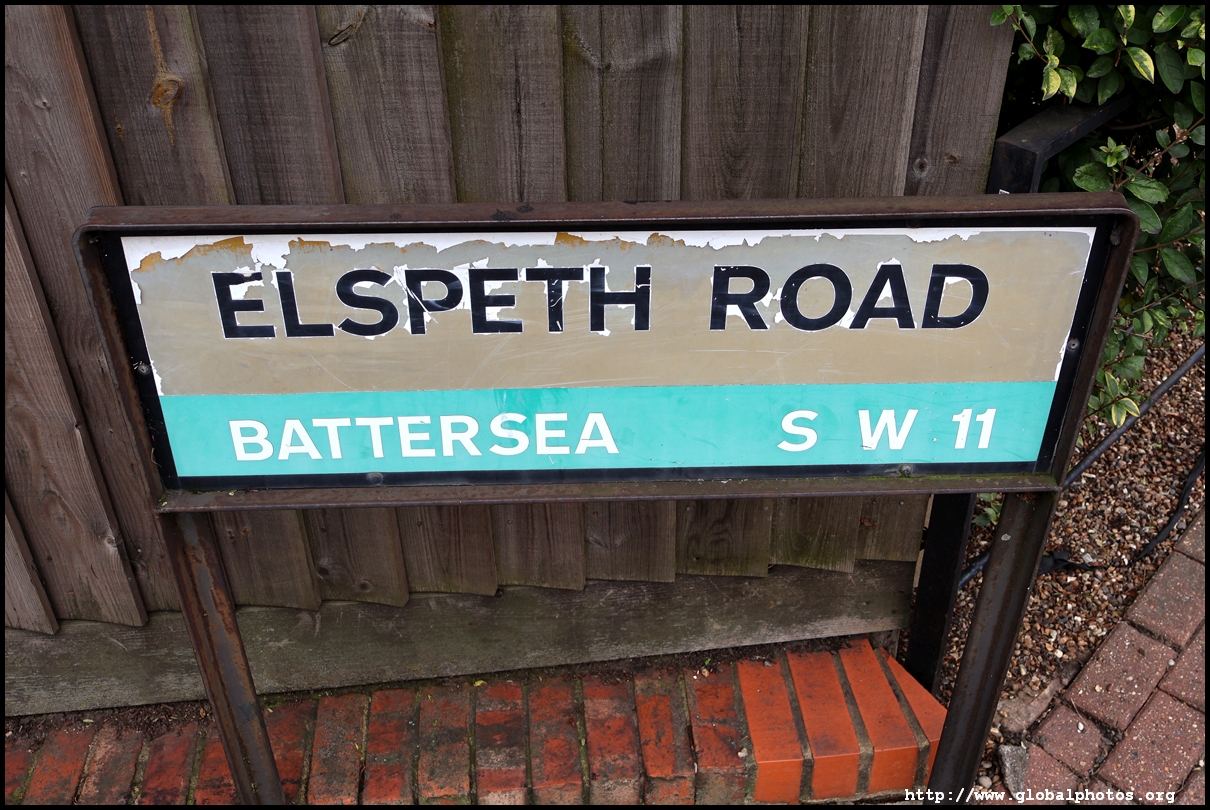 ELSPETH ROAD
BATTERSEA S W 11
http://www.globalphotos.org